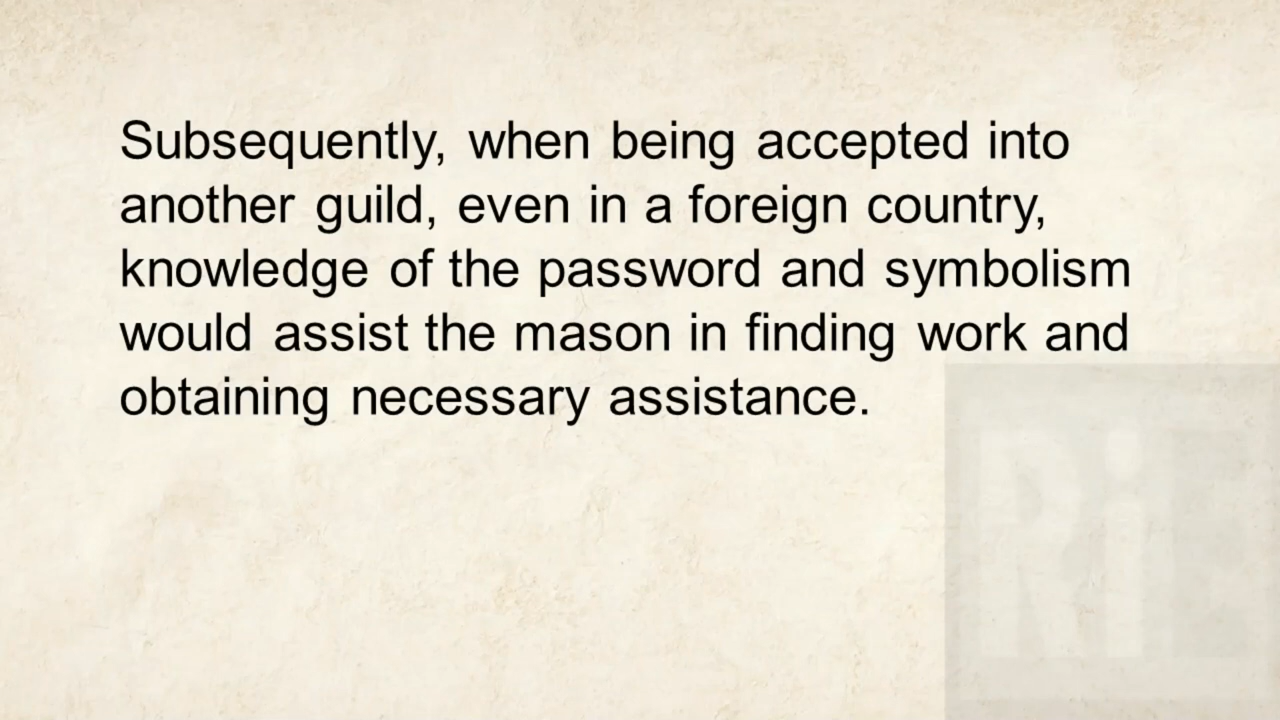 Subsequently, when being accepted into
another guild, even in a foreign country,
knowledge of the password and symbolism
would assist the mason in finding work and
obtaining necessary assistance.
RiE